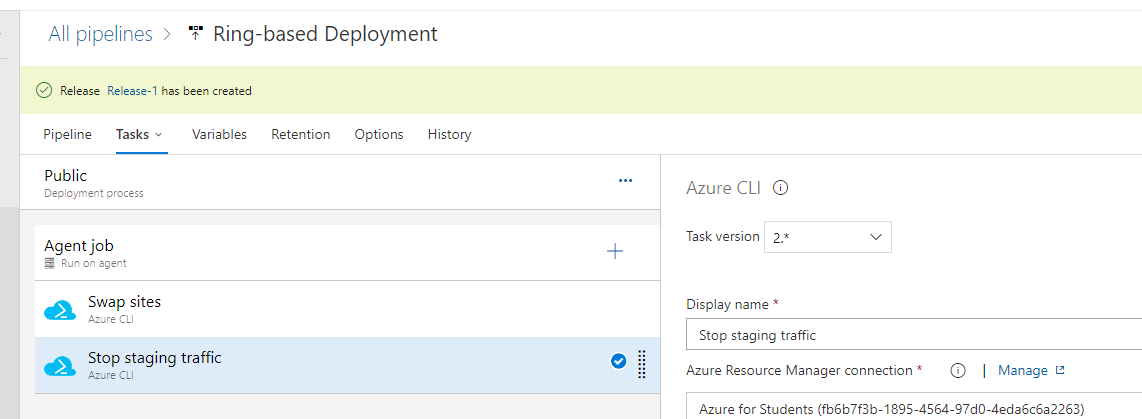 All pipelines > Ring-based Deployment
Release Release-1 has been created
Pipeline Tasks Variables Retention Options History
Public
Deployment process
...
Agent job
Run on agent
Swap sites
Azure CLI
Stop staging traffic
Azure CLI
Azure CLI
Task version 2.*
Display name *
Stop staging traffic
Azure Resource Manager connection * | Manage
Azure for Students (fb6b7f3b-1895-4564-97d0-4eda6c6a2263)